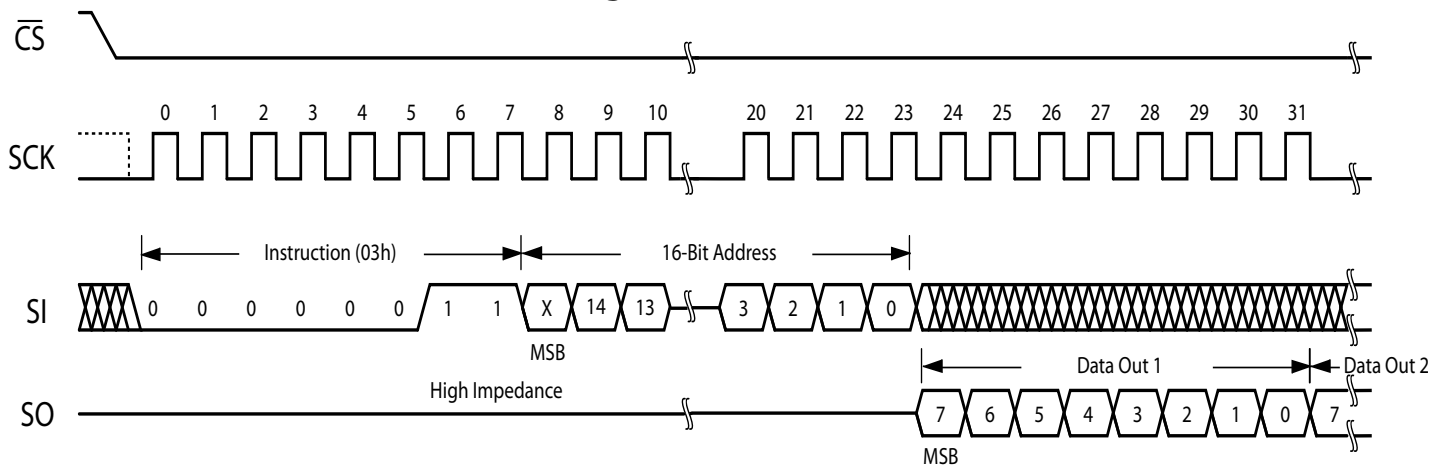 CS
0 1 2 3 4 5 6 7 8 9 10 20 21 22 23 24 25 26 27 28 29 30 31
SCK
Instruction (03h) 16-Bit Address
SI 0 0 0 0 0 0 1 1 X 14 13 3 2 1 0
MSB
Data Out 1 Data Out 2
High Impedance
SO 7 6 5 4 3 2 1 0 7
MSB